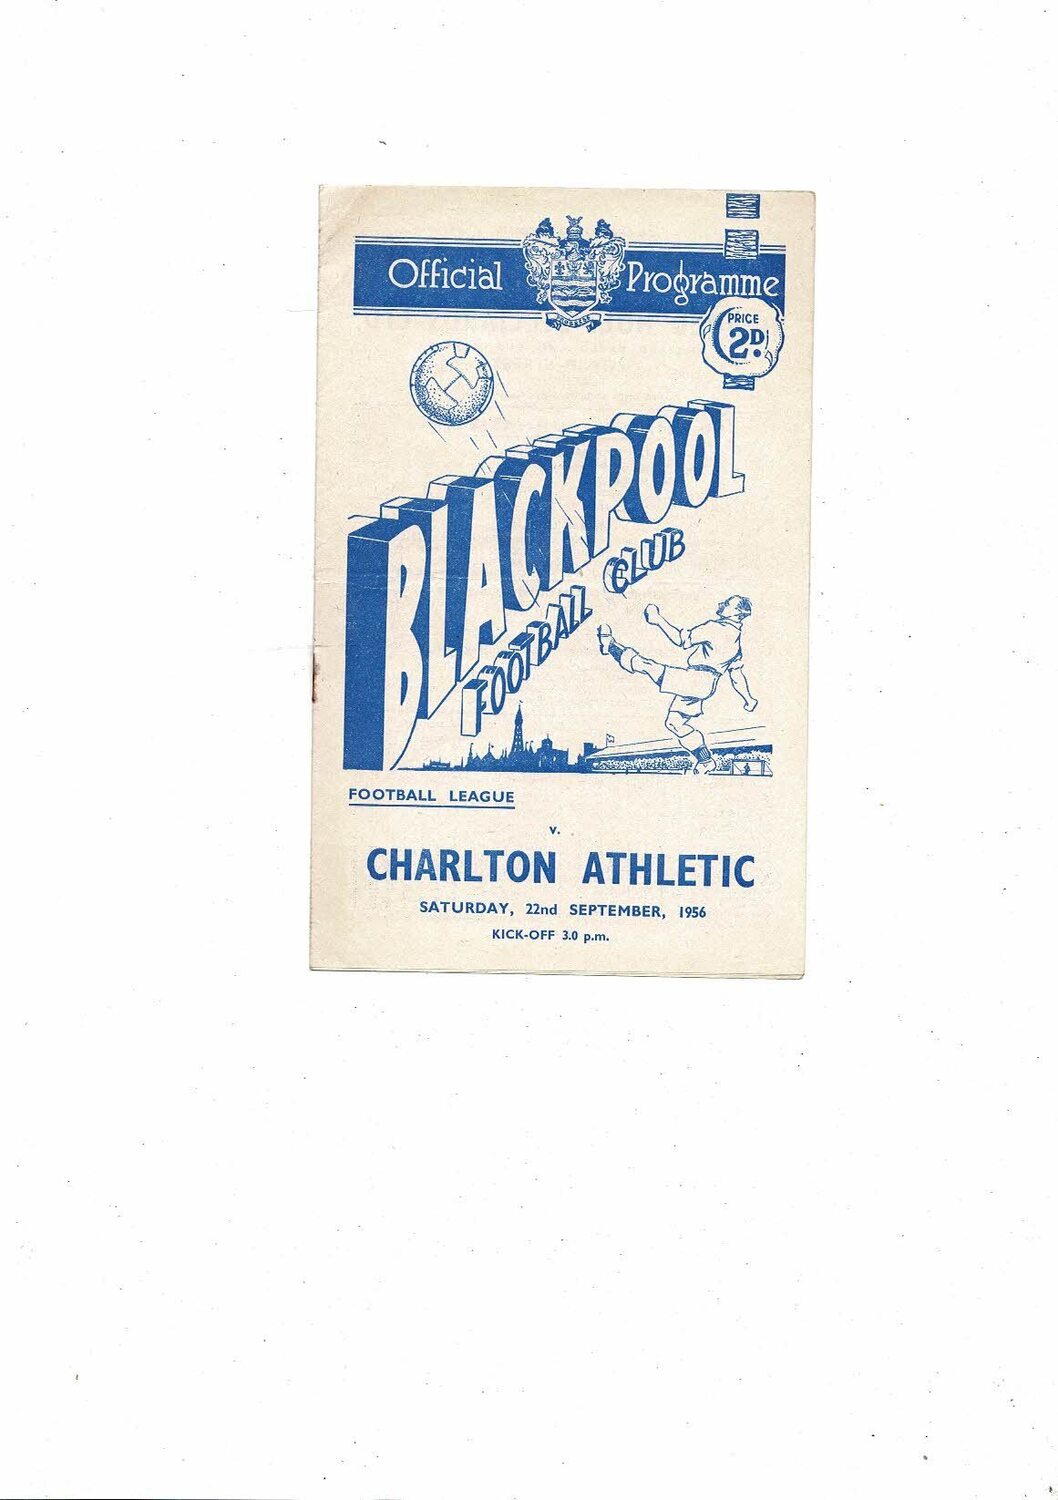 Official Programme
PROGRESS
PRICE
2D.
BLACKPOOL
FOOTBALL CLUB
FOOTBALL LEAGUE
v.
CHARLTON ATHLETIC
SATURDAY, 22nd SEPTEMBER, 1956
KICK-OFF 3.0 p.m.